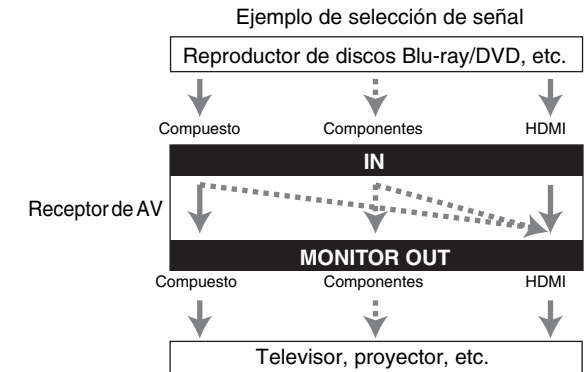 Ejemplo de selección de señal
Reproductor de discos Blu-ray/DVD, etc.
Compuesto Componentes HDMI
IN
Receptor de AV
MONITOR OUT
Compuesto Componentes HDMI
Televisor, proyector, etc.